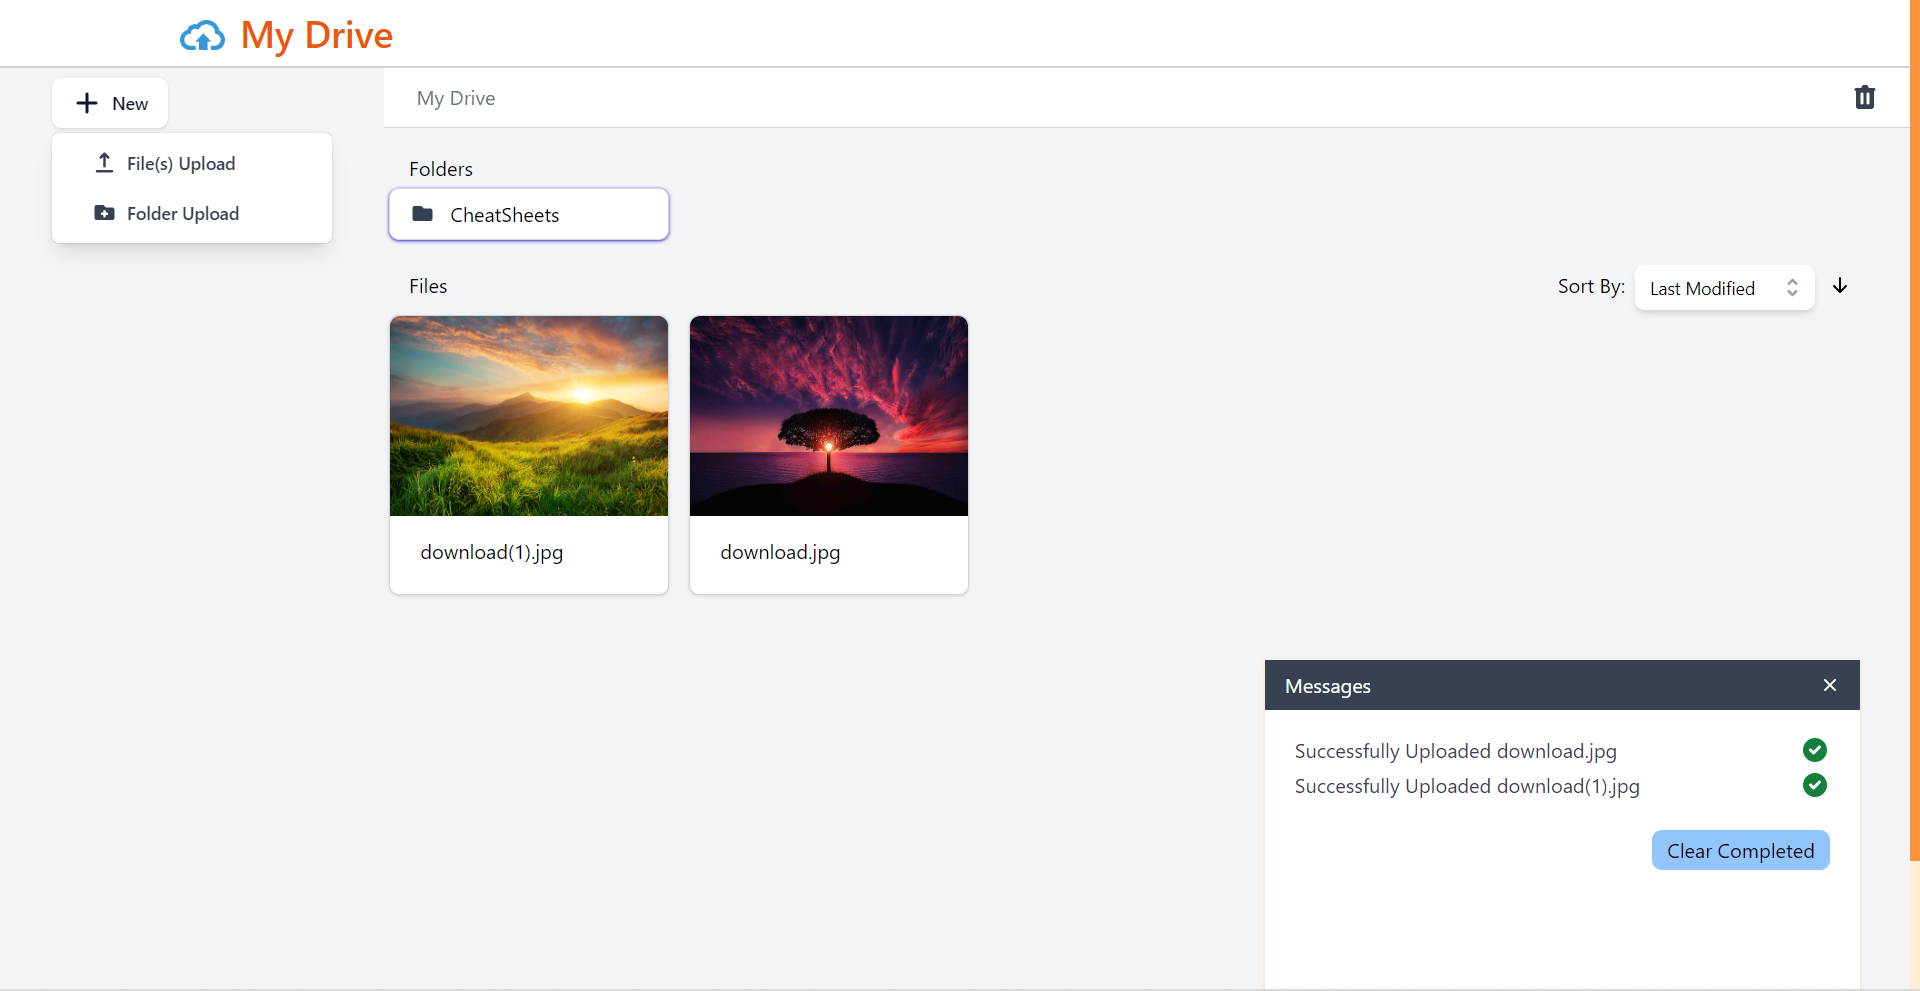 My Drive
New
File(s) Upload
Folder Upload
My Drive
Folders
CheatSheets
Files
Sort By:
Last Modified
download(1).jpg
download.jpg
Messages
Successfully Uploaded download.jpg
Successfully Uploaded download(1).jpg
Clear Completed